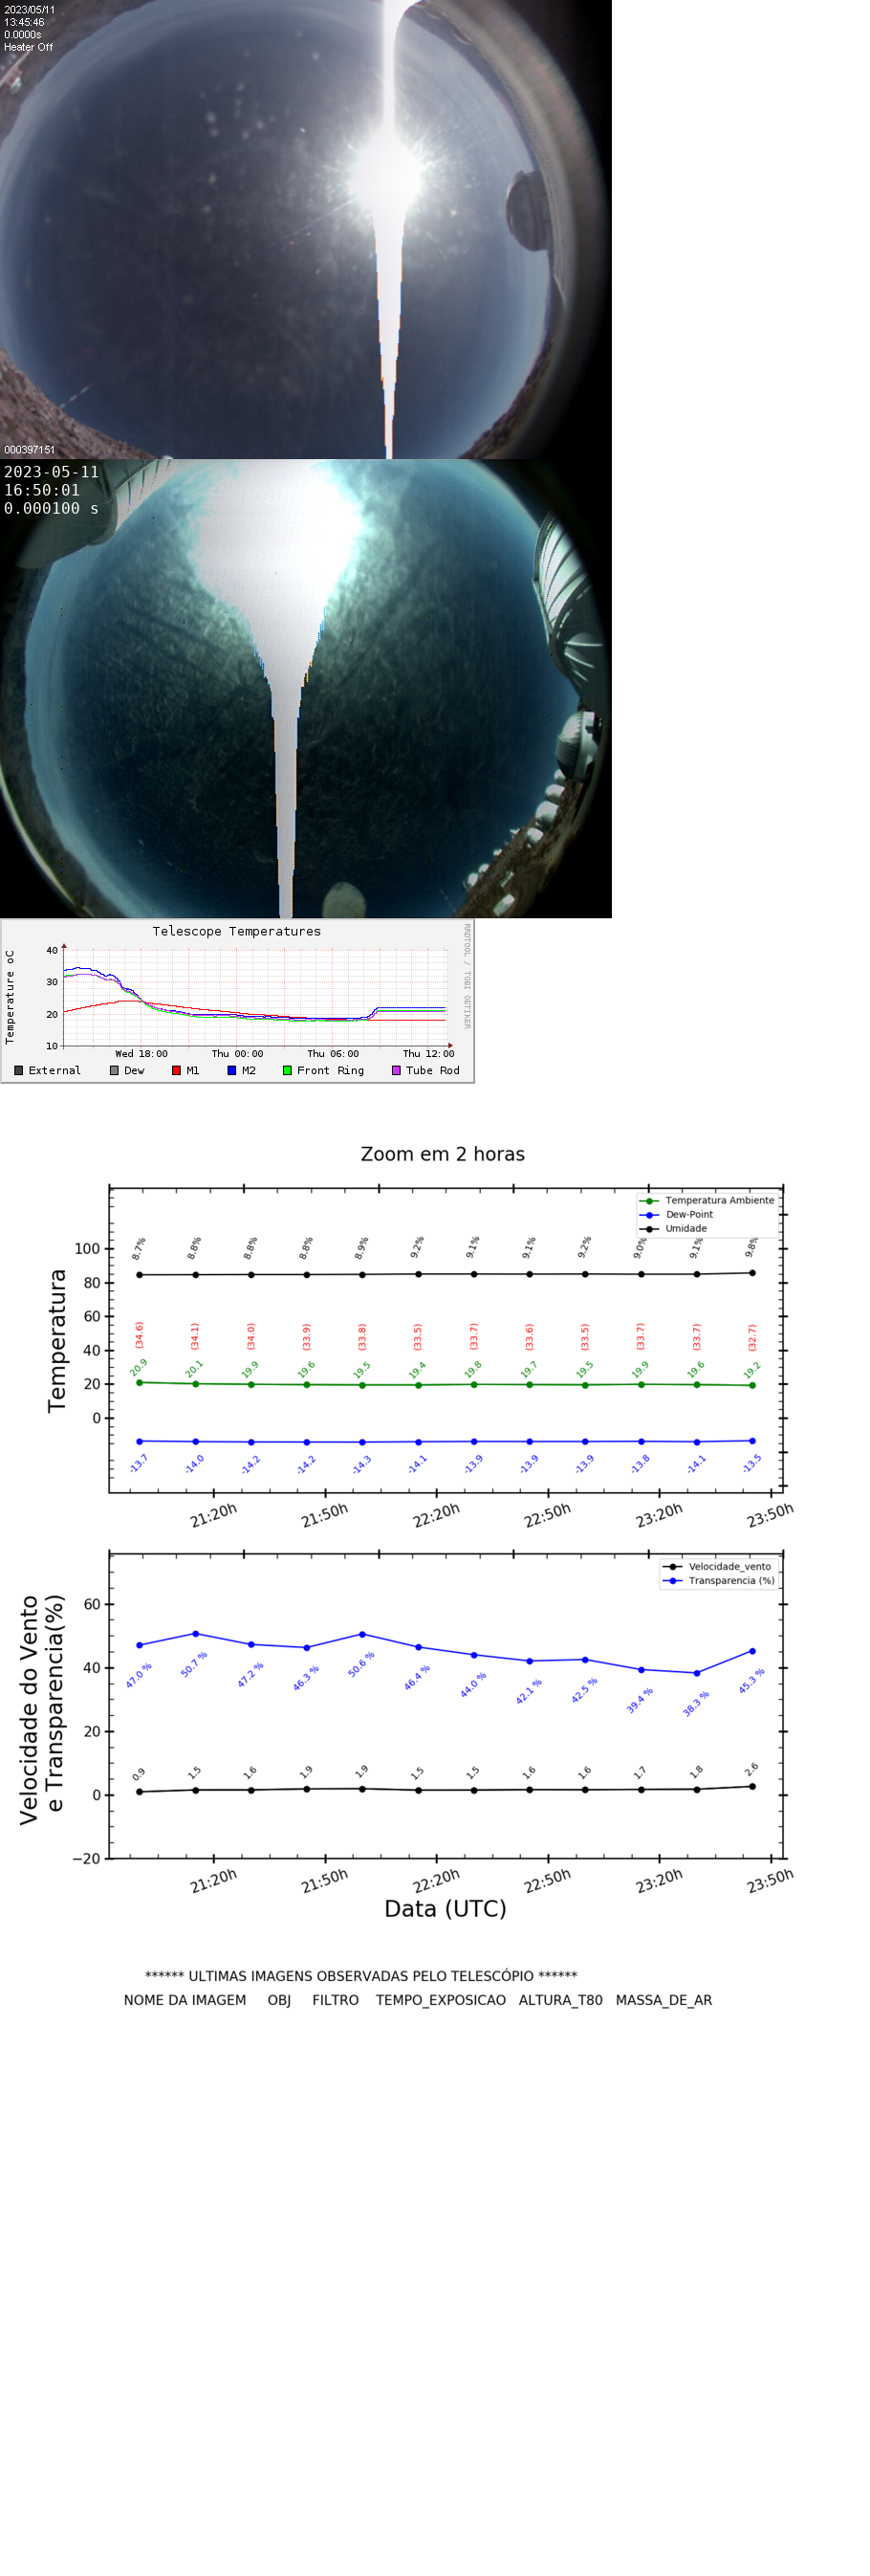 2023/05/11
13:45:46
0.0000s
Heater Off
000397151
2023-05-11
16:50:01
0.000100 s
Telescope Temperatures
RRDTOOL / TOBI OETIKER
Temperature oC
40
30
20
10
Wed 18:00 Thu 00:00 Thu 06:00 Thu 12:00
External Dew M1 M2 Front Ring Tube Rod
Zoom em 2 horas
Temperatura Ambiente
Dew-Point
Umidade
Temperatura
100
80
60
40
20
0
8.7% 8.8% 8.8% 8.8% 8.9% 9.2% 9.1% 9.1% 9.2% 9.0% 9.1% 9.8%
(34.6) (34.1) (34.0) (33.9) (33.8) (33.5) (33.7) (33.6) (33.5) (33.7) (33.7) (32.7)
20.9 20.1 19.9 19.6 19.5 19.4 19.8 19.7 19.5 19.9 19.6 19.2
-13.7 -14.0 -14.2 -14.2 -14.3 -14.1 -13.9 -13.9 -13.9 -13.8 -14.1 -13.5
21:20h 21:50h 22:20h 22:50h 23:20h 23:50h
Velocidade_vento
Transparencia (%)
Velocidade do Vento
e Transparencia(%)
60
40
20
0
−20
47.0 % 50.7 % 47.2 % 46.3 % 50.6 % 46.4 % 44.0 % 42.1 % 42.5 % 39.4 % 38.3 % 45.3 %
0.9 1.5 1.6 1.9 1.9 1.5 1.5 1.6 1.6 1.7 1.8 2.6
21:20h 21:50h 22:20h 22:50h 23:20h 23:50h
Data (UTC)
****** ULTIMAS IMAGENS OBSERVADAS PELO TELESCÓPIO ******
NOME DA IMAGEM OBJ FILTRO TEMPO_EXPOSICAO ALTURA_T80 MASSA_DE_AR